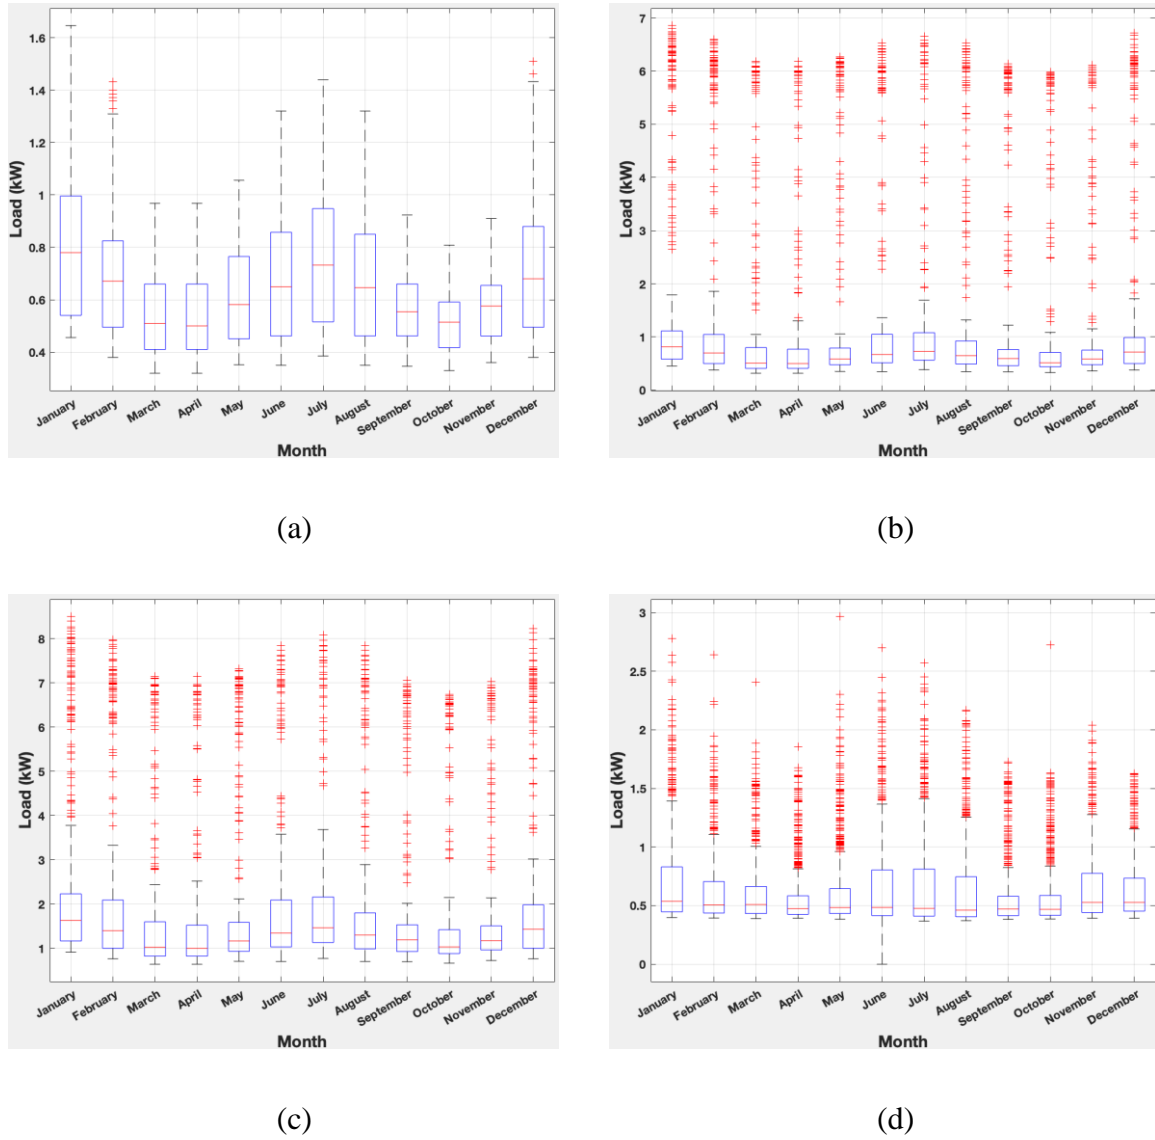 1.6
1.4
1.2
1
0.8
0.6
0.4
Load (kW)
January
February
March
April
May
June
July
August
September
October
November
December
Month
(a)
7
6
5
4
3
2
1
0
Load (kW)
January
February
March
April
May
June
July
August
September
October
November
December
Month
(b)
8
7
6
5
4
3
2
1
Load (kW)
January
February
March
April
May
June
July
August
September
October
November
December
Month
(c)
3
2.5
2
1.5
1
0.5
0
Load (kW)
January
February
March
April
May
June
July
August
September
October
November
December
Month
(d)